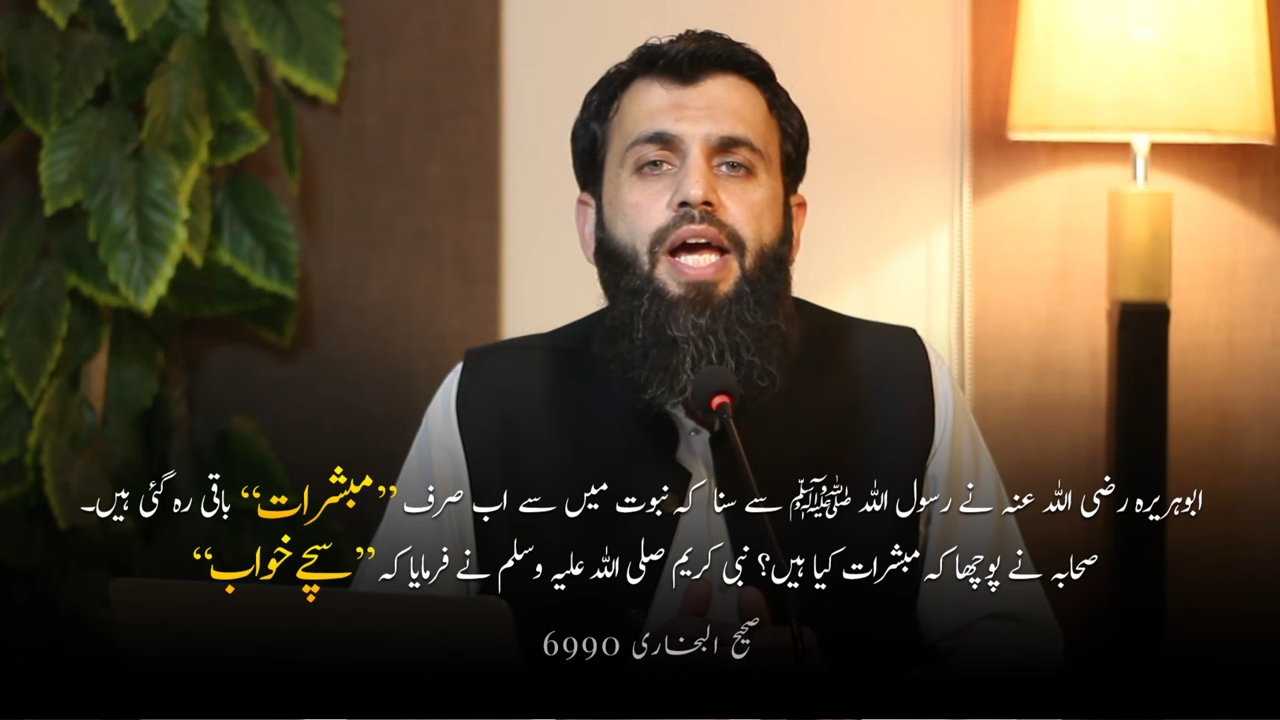 ابوہریرہ رضی اللہ عنہ نے رسول اللہ ﷺ سے سنا کہ نبوت میں سے اب صرف ”مبشرات“ باقی رہ گئی ہیں۔
صحابہ نے پوچھا کہ مبشرات کیا ہیں؟ نبی کریم صلی اللہ علیہ وسلم نے فرمایا کہ ”سچے خواب“
صحیح البخاری 6990